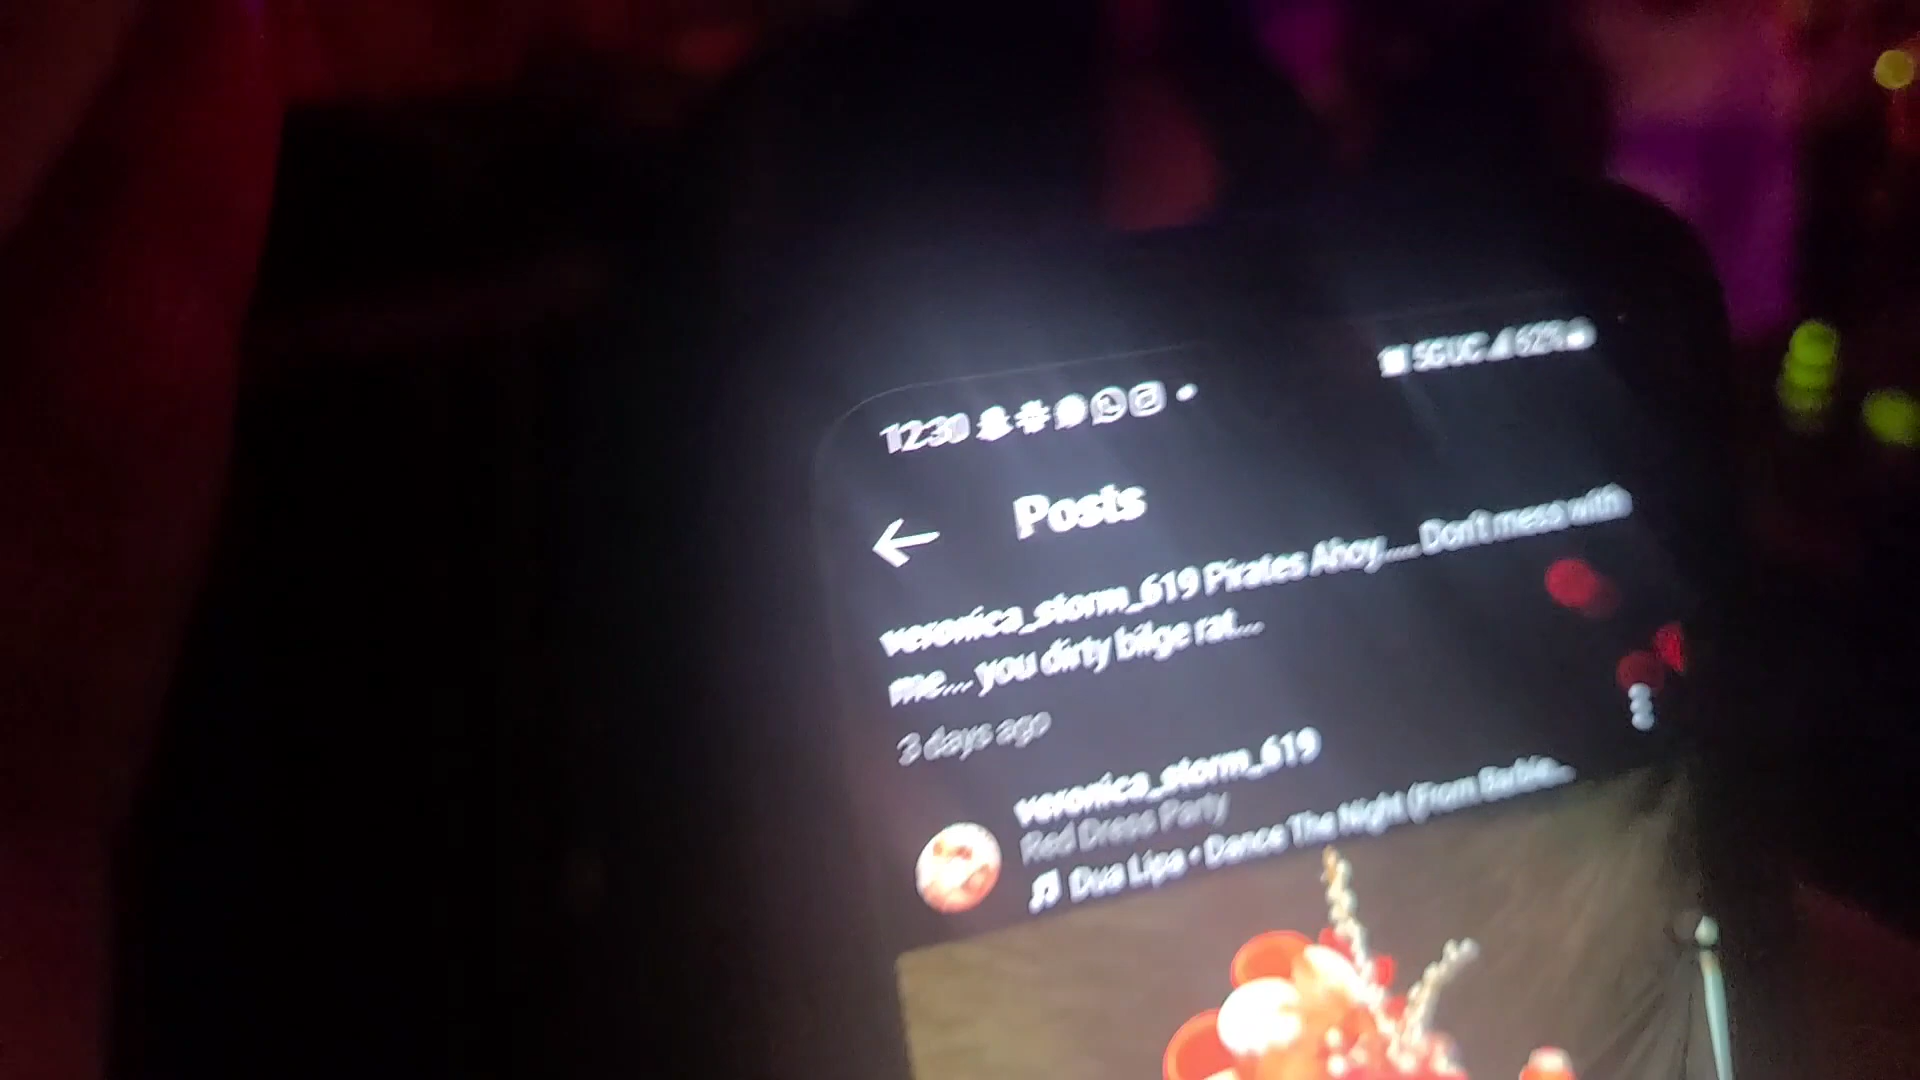 12:30
5G UC 62%
Posts
veronica_storm_619 Pirates Ahoy..... Don't mess with
me... you dirty bilge rat...
3 days ago
veronica_storm_619
Red Dress Party
Dua Lipa • Dance The Night (From Barbie...